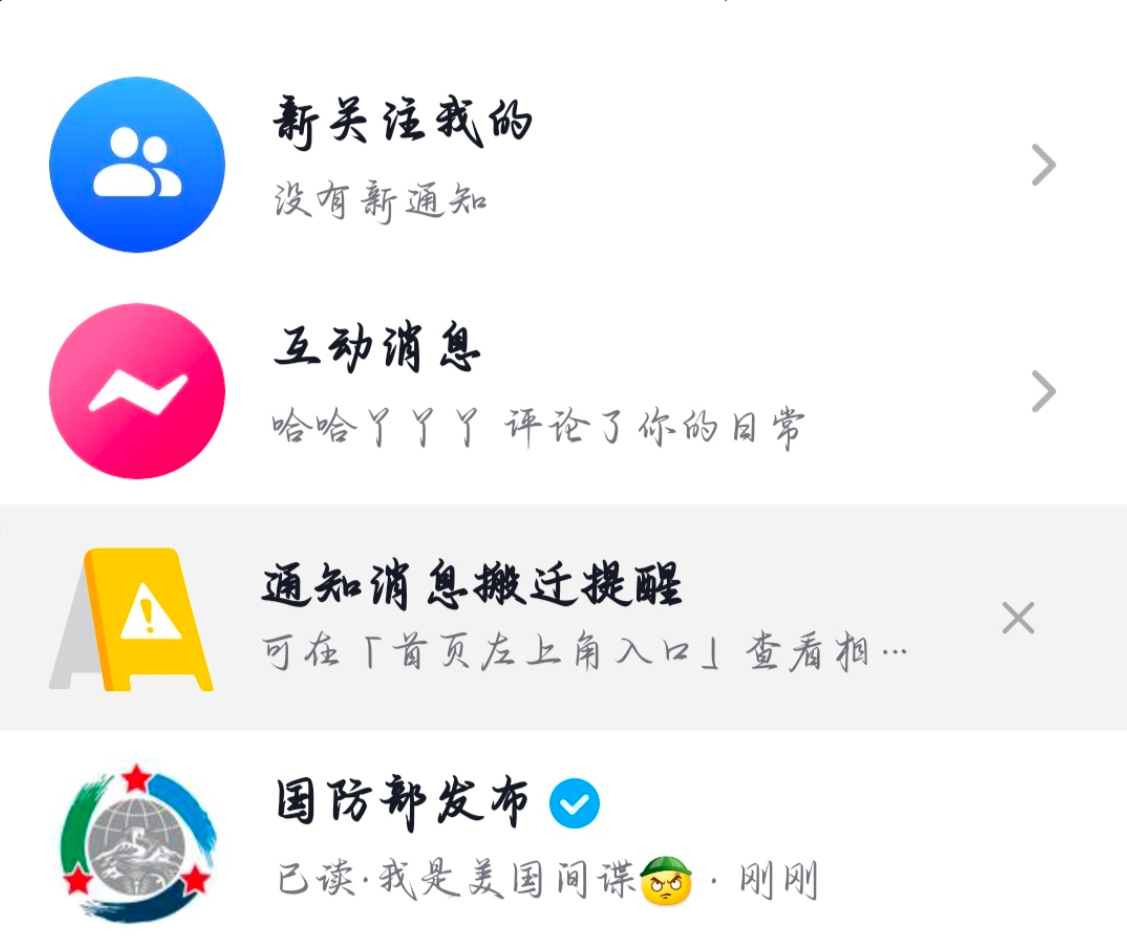 新关注我的
没有新通知
互动消息
哈哈丫丫丫 评论了你的日常
通知消息搬迁提醒
可在「首页左上角入口」查看相…
国防部发布
已读·我是美国间谍 · 刚刚